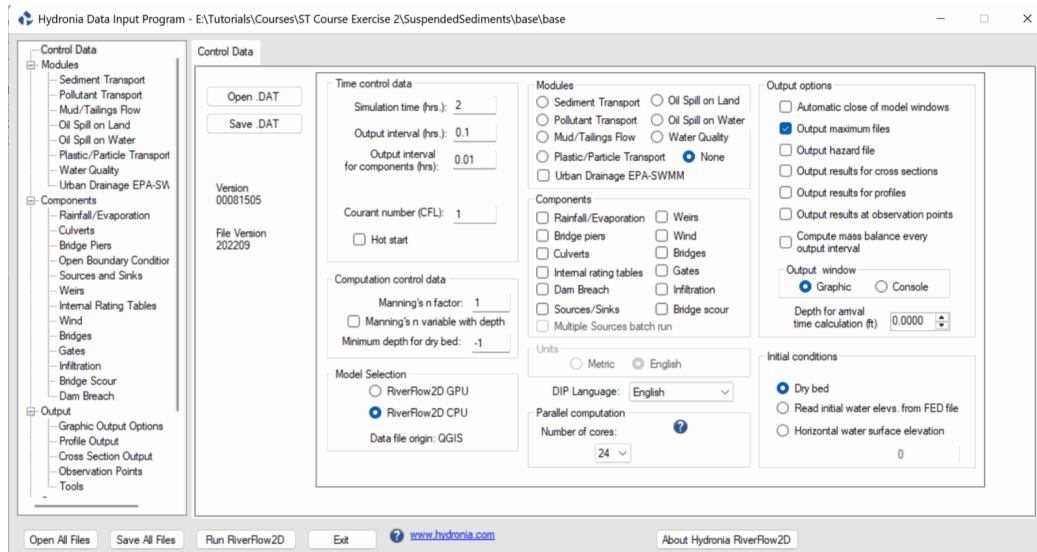 Hydronia Data Input Program - E:\Tutorials\Courses\ST Course Exercise 2\SuspendedSediments\base\base
Control Data
Modules
Sediment Transport
Pollutant Transport
Mud/Tailings Flow
Oil Spill on Land
Oil Spill on Water
Plastic/Particle Transport
Water Quality
Urban Drainage EPA-SW
Components
Rainfall/Evaporation
Culverts
Bridge Piers
Open Boundary Condition
Sources and Sinks
Weirs
Internal Rating Tables
Wind
Bridges
Gates
Infiltration
Bridge Scour
Dam Breach
Output
Graphic Output Options
Profile Output
Cross Section Output
Observation Points
Tools
Control Data
Open .DAT
Save .DAT
Version
00081505
File Version
202209
Time control data
Simulation time (hrs.): 2
Output interval (hrs.): 0.1
Output interval
for components (hrs): 0.01
Courant number (CFL): 1
Hot start
Computation control data
Manning's n factor: 1
Manning's n variable with depth
Minimum depth for dry bed: -1
Model Selection
RiverFlow2D GPU
RiverFlow2D CPU
Data file origin: QGIS
Modules
Sediment Transport Oil Spill on Land
Pollutant Transport Oil Spill on Water
Mud/Tailings Flow Water Quality
Plastic/Particle Transport None
Urban Drainage EPA-SWMM
Components
Rainfall/Evaporation Weirs
Bridge piers Wind
Culverts Bridges
Internal rating tables Gates
Dam Breach Infiltration
Sources/Sinks Bridge scour
Multiple Sources batch run
Units
Metric English
DIP Language: English
Parallel computation
Number of cores: ?
24
Output options
Automatic close of model windows
Output maximum files
Output hazard file
Output results for cross sections
Output results for profiles
Output results at observation points
Compute mass balance every
output interval
Output window
Graphic Console
Depth for arrival
time calculation (ft) 0.0000
Initial conditions
Dry bed
Read initial water elevs. from FED file
Horizontal water surface elevation
0
Open All Files Save All Files Run RiverFlow2D Exit ? www.hydronia.com About Hydronia RiverFlow2D